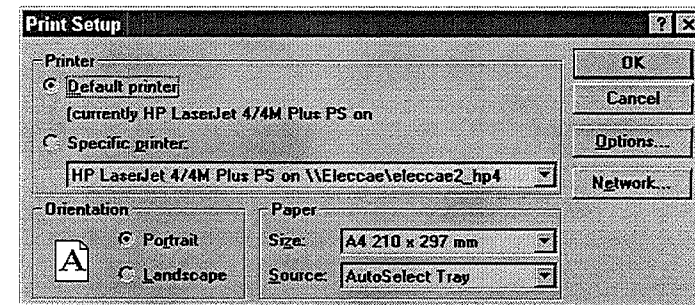 Print Setup
Printer
Default printer
(currently HP LaserJet 4/4M Plus PS on
Specific printer:
HP LaserJet 4/4M Plus PS on \\Eleccae\eleccae2_hp4
OK
Cancel
Options...
Network...
Orientation
A
Portrait
Landscape
Paper
Size: A4 210 x 297 mm
Source: AutoSelect Tray